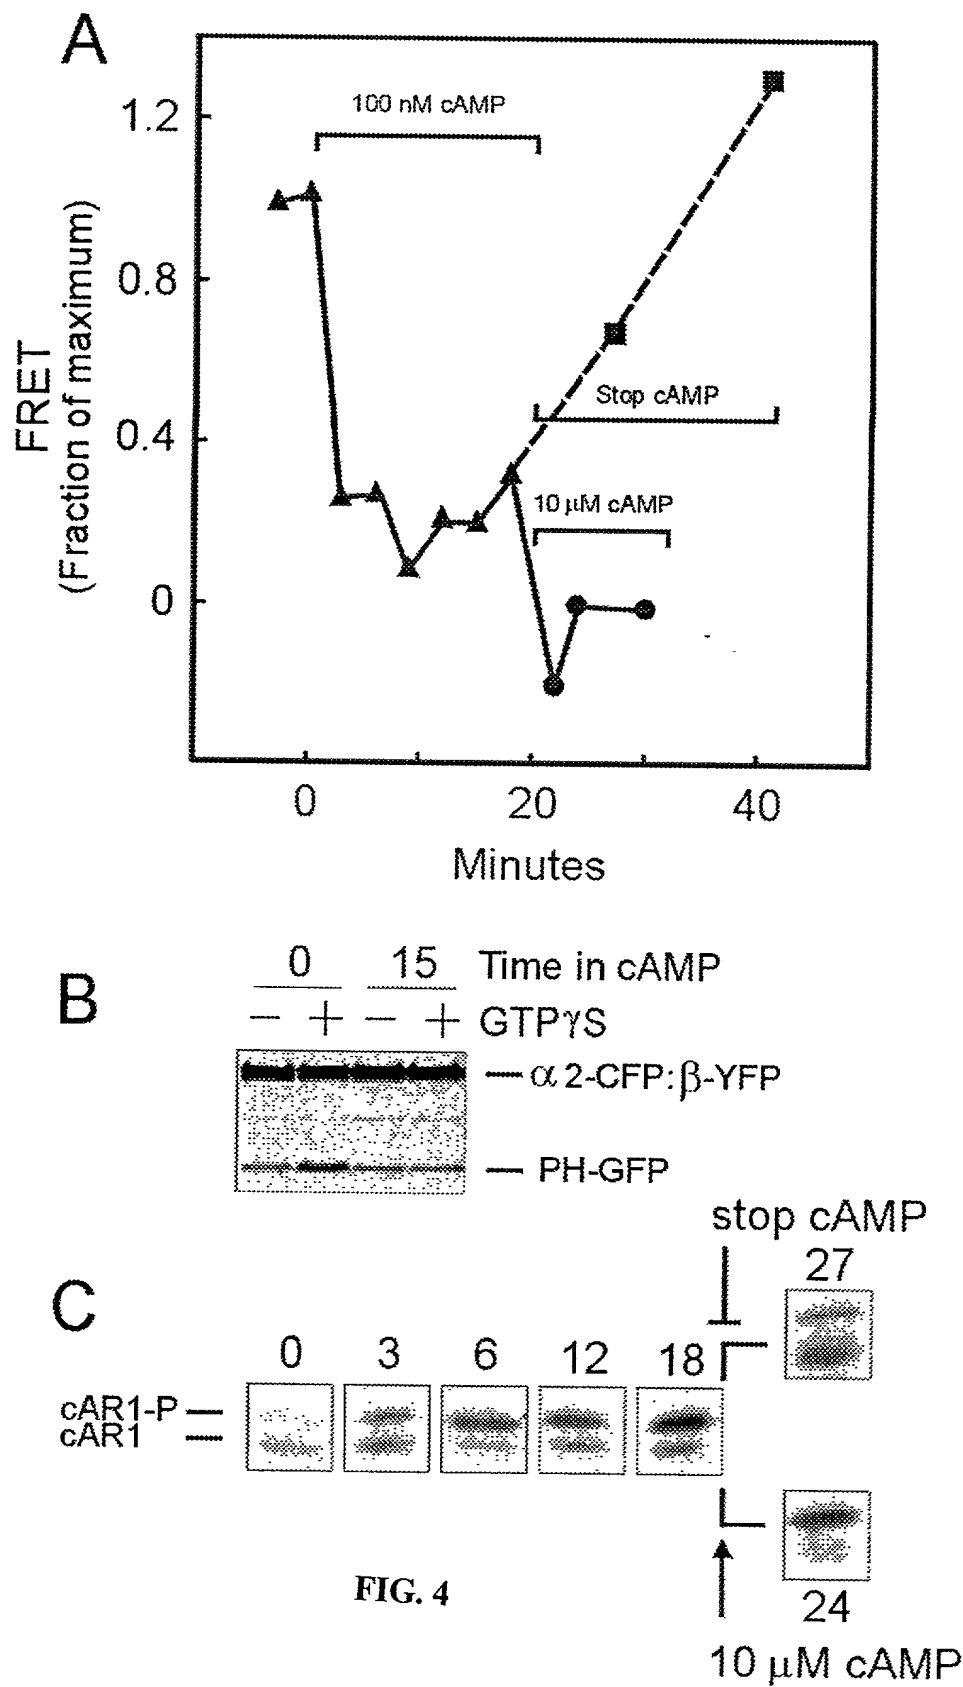 A
100 nM cAMP
1.2
0.8
0.4
0
FRET
(Fraction of maximum)
Stop cAMP
10 μM cAMP
0 20 40
Minutes
B
0 15 Time in cAMP
− + − + GTPγS
α2-CFP:β-YFP
PH-GFP
stop cAMP
27
C
0 3 6 12 18
cAR1-P
cAR1
24
10 μM cAMP
FIG. 4